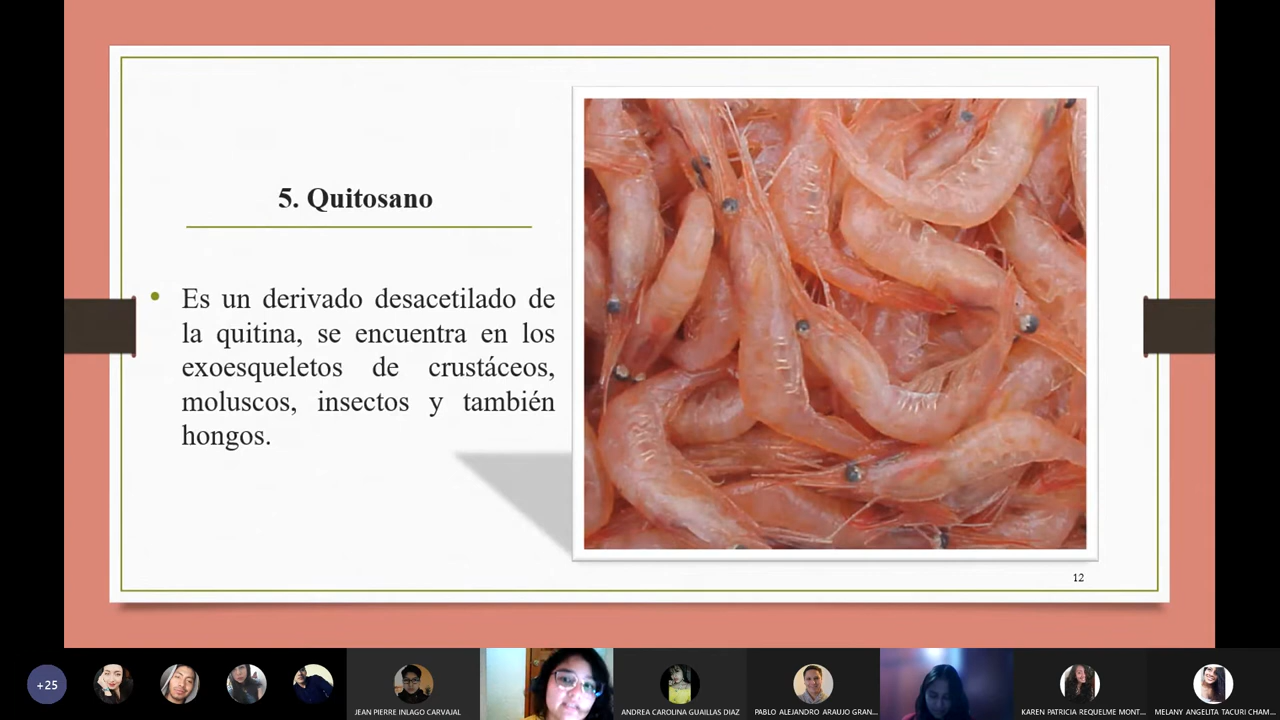 5. Quitosano
• Es un derivado desacetilado de
la quitina, se encuentra en los
exoesqueletos de crustáceos,
moluscos, insectos y también
hongos.
12
+25
JEAN PIERRE INLAGO CARVAJAL
ANDREA CAROLINA GUAILLAS DIAZ
PABLO ALEJANDRO ARAUJO GRAN...
KAREN PATRICIA REQUELME MONT...
MELANY ANGELITA TACURI CHAM...